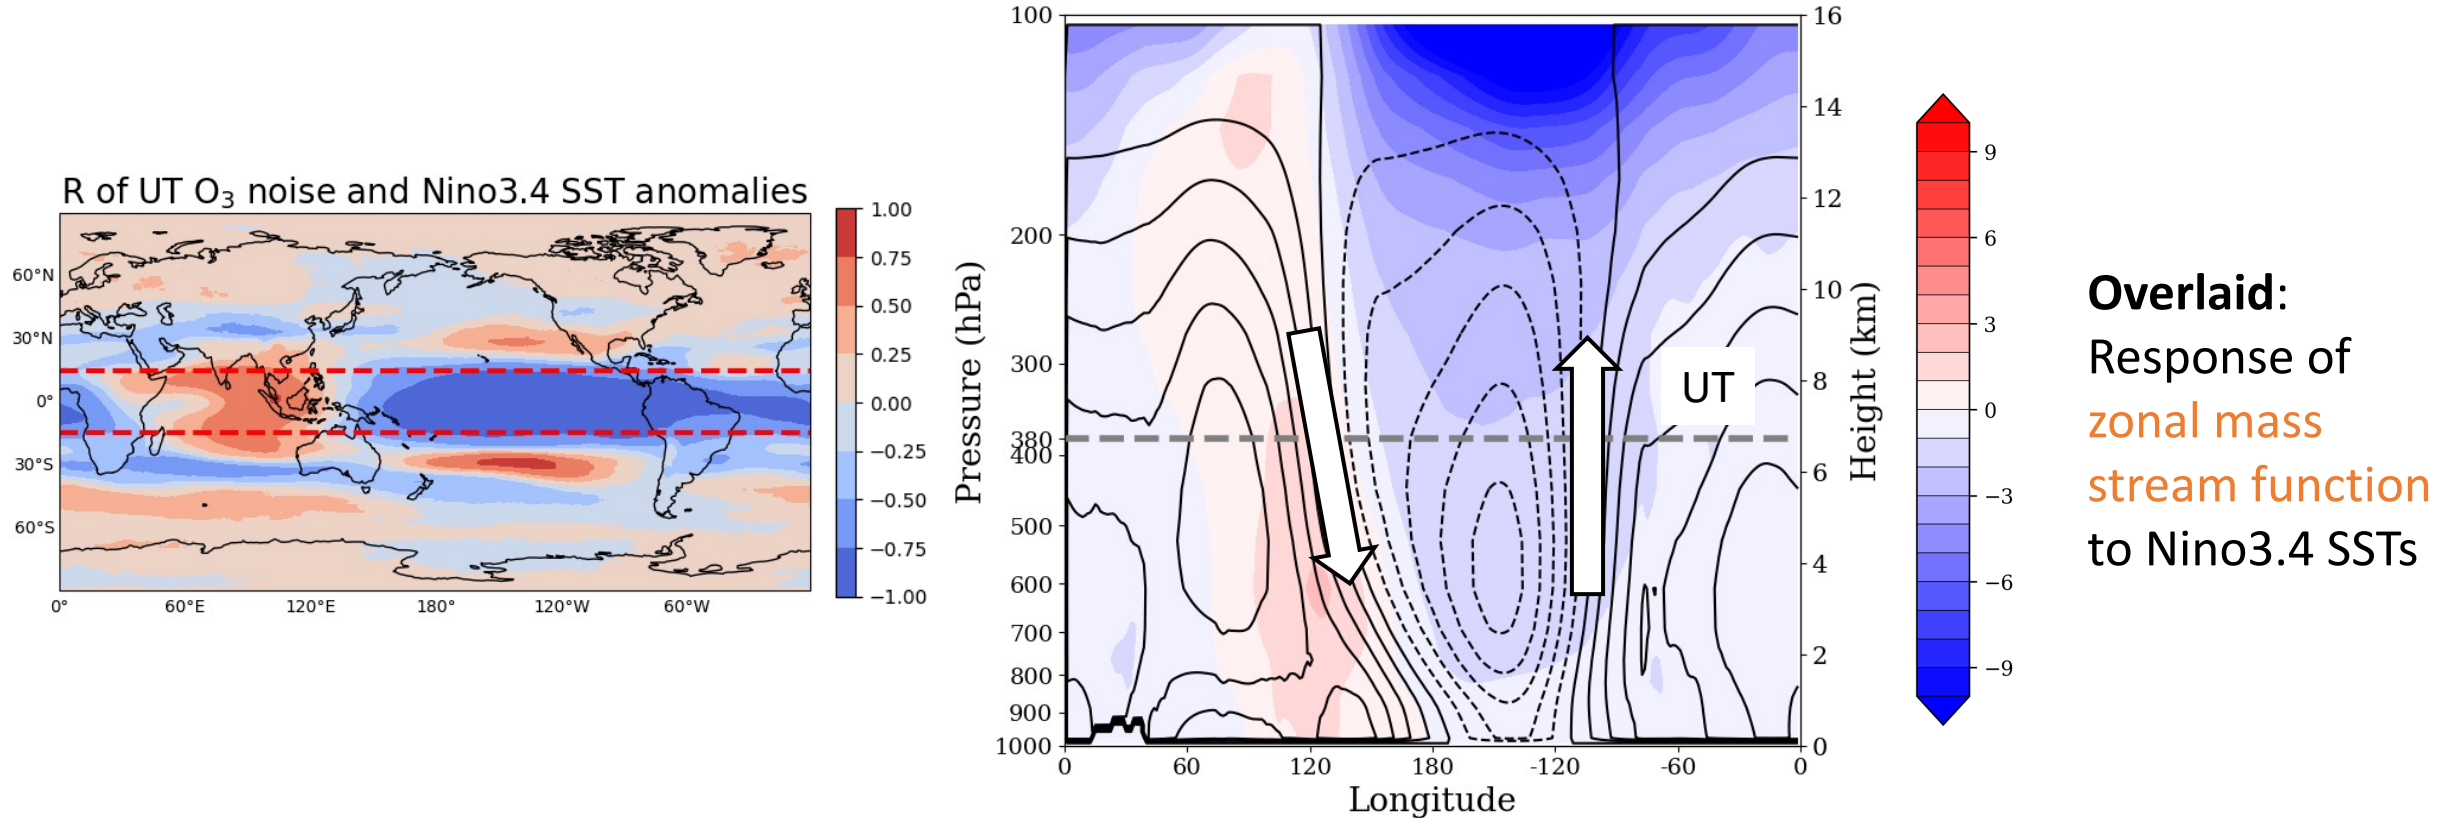 R of UT O₃ noise and Nino3.4 SST anomalies
60°N
30°N
0°
30°S
60°S
0°
60°E
120°E
180°
120°W
60°W
1.00
0.75
0.50
0.25
0.00
−0.25
−0.50
−0.75
−1.00
Pressure (hPa)
100
200
300
380
400
500
600
700
800
900
1000
0
60
120
180
-120
-60
0
Longitude
UT
16
14
12
10
8
6
4
2
0
Height (km)
9
6
3
0
−3
−6
−9
Overlaid:
Response of
zonal mass
stream function
to Nino3.4 SSTs